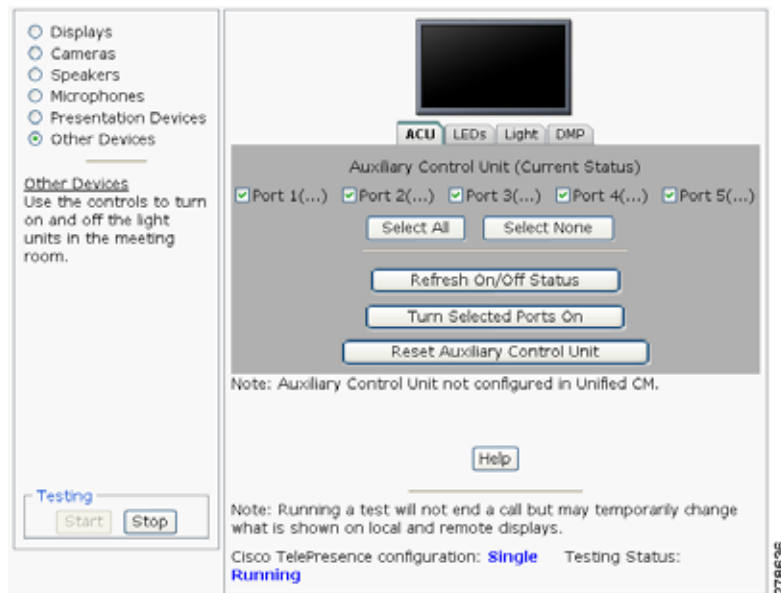 Displays
Cameras
Speakers
Microphones
Presentation Devices
Other Devices
Other Devices
Use the controls to turn
on and off the light
units in the meeting
room.
Testing
Start Stop
ACU LEDs Light DMP
Auxiliary Control Unit (Current Status)
Port 1(...) Port 2(...) Port 3(...) Port 4(...) Port 5(...)
Select All Select None
Refresh On/Off Status
Turn Selected Ports On
Reset Auxiliary Control Unit
Note: Auxiliary Control Unit not configured in Unified CM.
Help
Note: Running a test will not end a call but may temporarily change
what is shown on local and remote displays.
Cisco TelePresence configuration: Single Testing Status:
Running